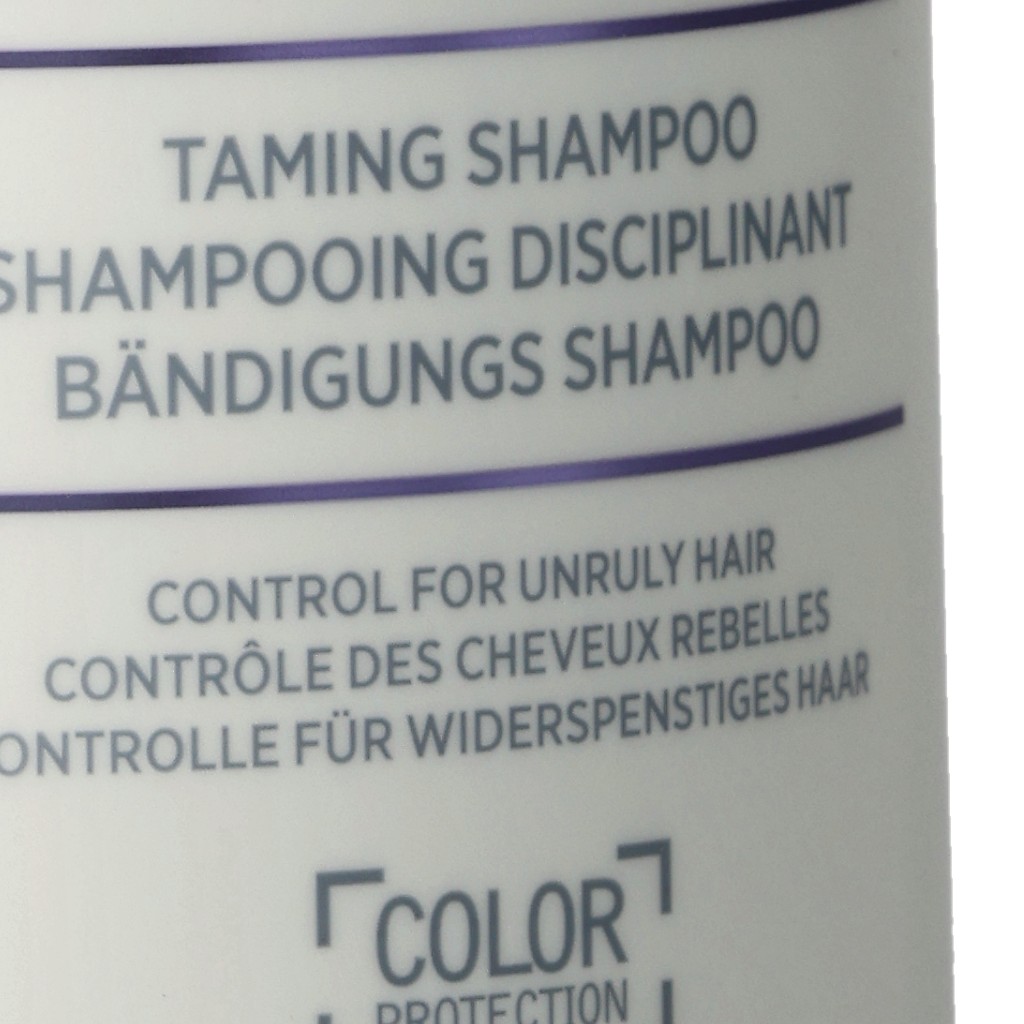 TAMING SHAMPOO
SHAMPOOING DISCIPLINANT
BÄNDIGUNGS SHAMPOO
CONTROL FOR UNRULY HAIR
CONTRÔLE DES CHEVEUX REBELLES
ONTROLLE FÜR WIDERSPENSTIGES HAAR
COLOR
PROTECTION